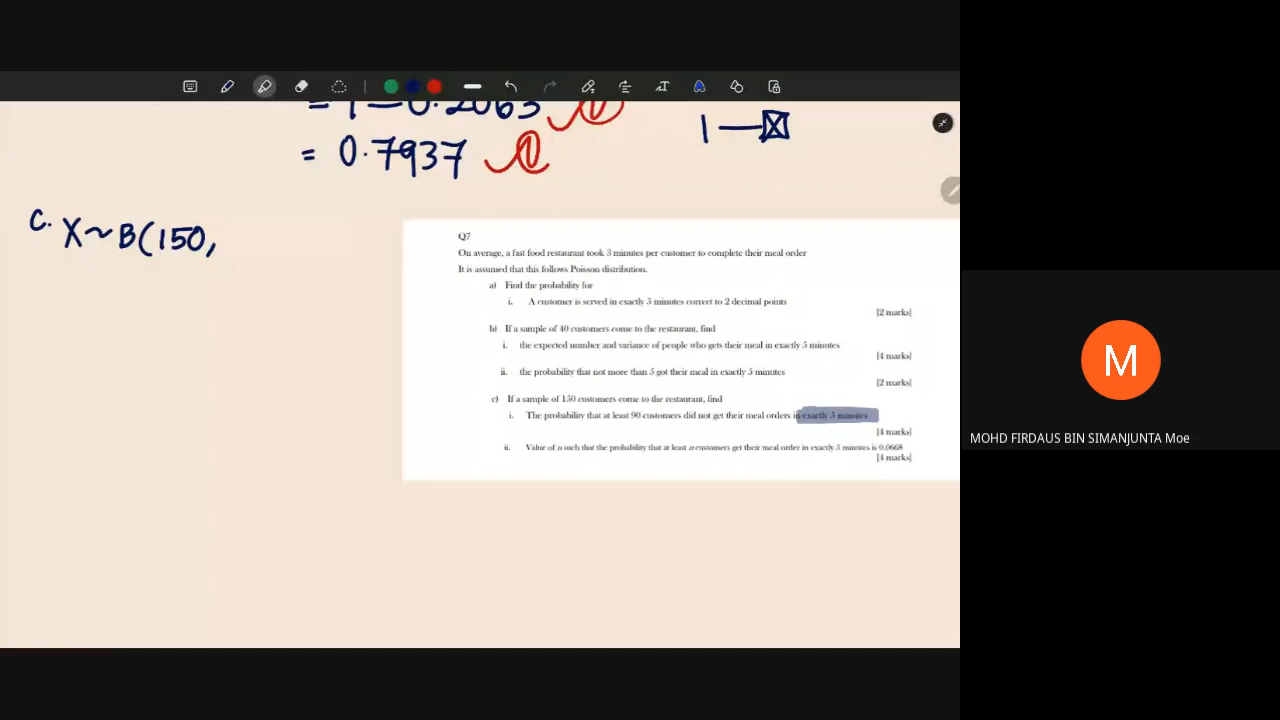 = 1 - 0.2063 ①
= 0.7937 ①
1 -
C. X~B(150,
Q7
On average, a fast food restaurant took 3 minutes per customer to complete their meal order
It is assumed that this follows Poisson distribution.
a) Find the probability for
i. A customer is served in exactly 5 minutes correct to 2 decimal points
[2 marks]
b) If a sample of 40 customers come to the restaurant, find
i. the expected number and variance of people who gets their meal in exactly 5 minutes
[4 marks]
ii. the probability that not more than 5 got their meal in exactly 5 minutes
[2 marks]
c) If a sample of 150 customers come to the restaurant, find
i. The probability that at least 90 customers did not get their meal orders in exactly 5 minutes
[4 marks]
ii. Value of n such that the probability that at least n customers get their meal order in exactly 5 minutes is 0.0668
[4 marks]
M
MOHD FIRDAUS BIN SIMANJUNTA Moe